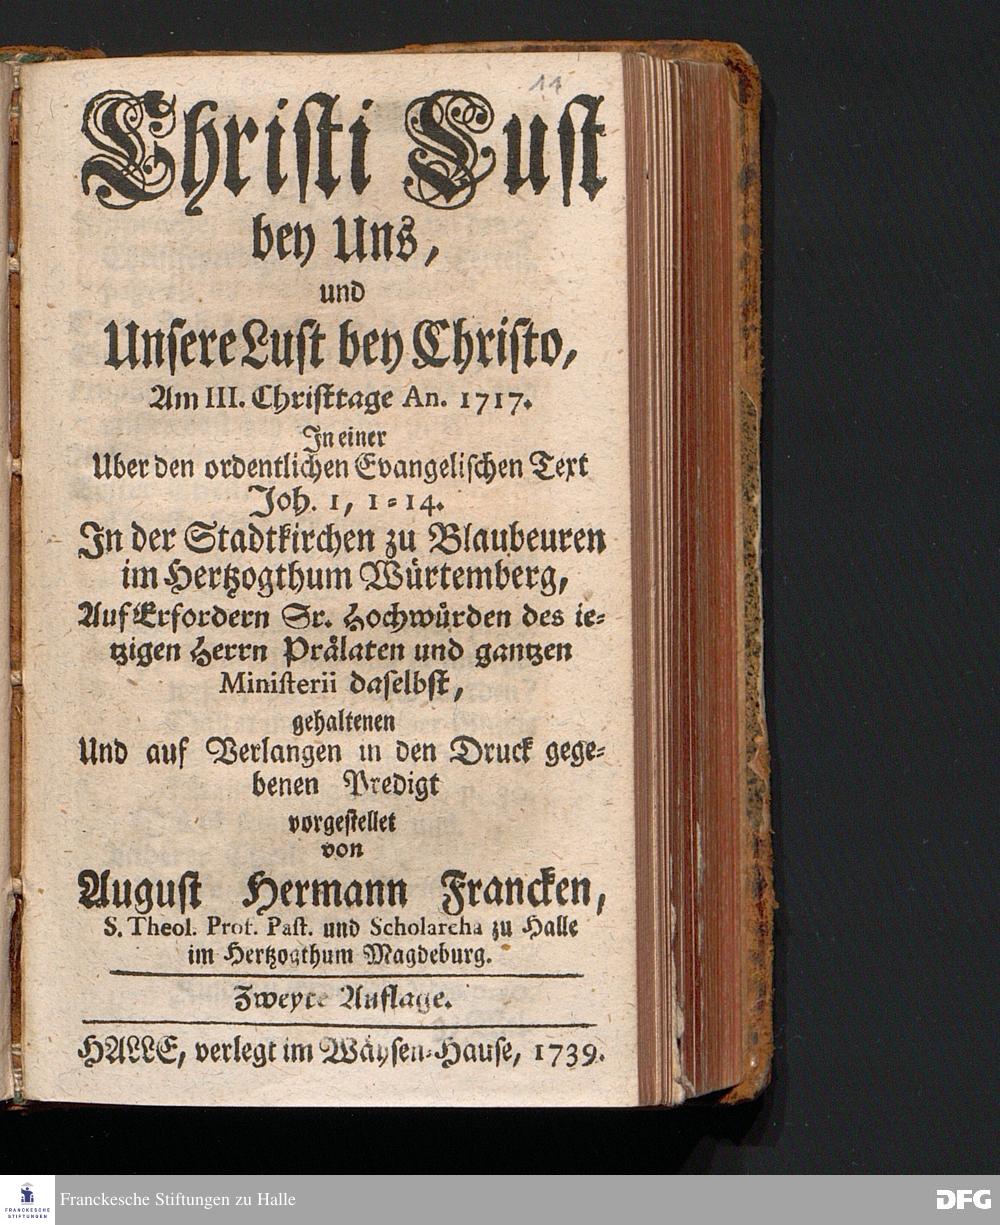 11
Christi Lust
bey Uns,
und
Unsere Lust bey Christo,
Am III. Christtage An. 1717.
In einer
Uber den ordentlichen Evangelischen Text
Joh. 1, 1=14.
In der Stadtkirchen zu Blaubeuren
im Hertzogthum Würtemberg,
Auf Erfordern Sr. Hochwürden des ie=
tzigen Herrn Prälaten und gantzen
Ministerii daselbst,
gehaltenen
Und auf Verlangen in den Druck gege=
benen Predigt
vorgestellet
von
August Hermann Francken,
S. Theol. Prof. Past. und Scholarcha zu Halle
im Hertzogthum Magdeburg.
Zweyte Auflage.
HALLE, verlegt im Wäysen=Hause, 1739.
FRANCKESCHE
STIFTUNGEN
Franckesche Stiftungen zu Halle
DFG